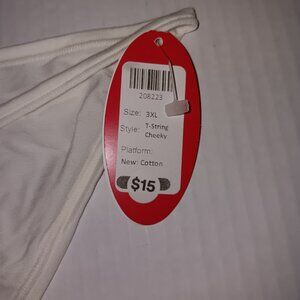 208223
Size: 3XL
Style: T-String
Cheeky
Platform:
New: Cotton
$15